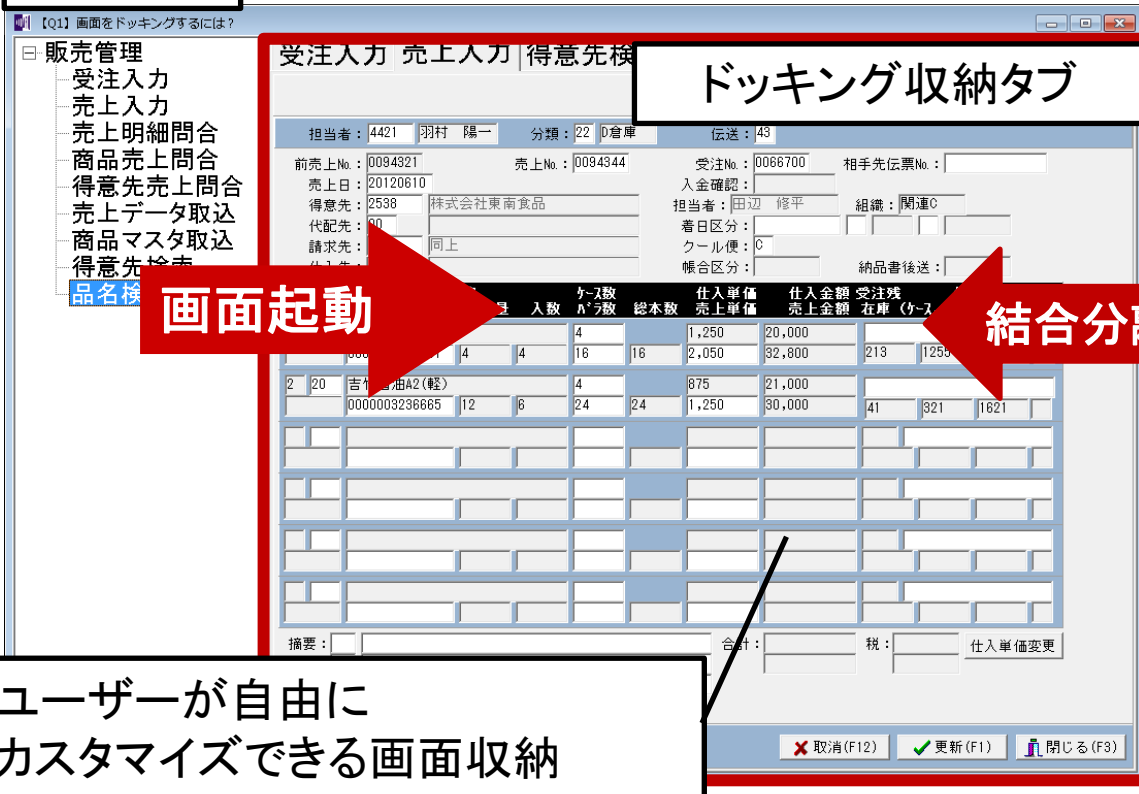 【Q1】画面をドッキングするには？
販売管理
受注入力
売上入力
売上明細問合
商品売上問合
得意先売上問合
売上データ取込
商品マスタ取込
得意先検索
品名検
受注入力 売上入力 得意先検
ドッキング収納タブ
担当者：4421 羽村 陽一 分類：22 D倉庫 伝送：43
前売上No.：0094321 売上No.：0094344 受注No.：0066700 相手先伝票No.：
売上日：20120610 入金確認：
得意先：2538 株式会社東南食品 担当者：田辺 修平 組織：関連C
代配先： 着日区分：
請求先： 同上 クール便：C
仕入先： 帳合区分： 納品書後送：
画面起動
結合分離
入数 ｹｰｽ数 ﾊﾞﾗ数 総本数 仕入単価 売上単価 仕入金額 売上金額 受注残 在庫（ケース
4 1,250 20,000
4 4 16 16 2,050 32,800 213 1255
2 20 油A2(軽) 4 875 21,000
0000003236665 12 6 24 24 1,250 30,000 41 321 1621
摘要： 合計： 税： 仕入単価変更
ユーザーが自由に
カスタマイズできる画面収納
取消(F12) 更新(F1) 閉じる(F3)